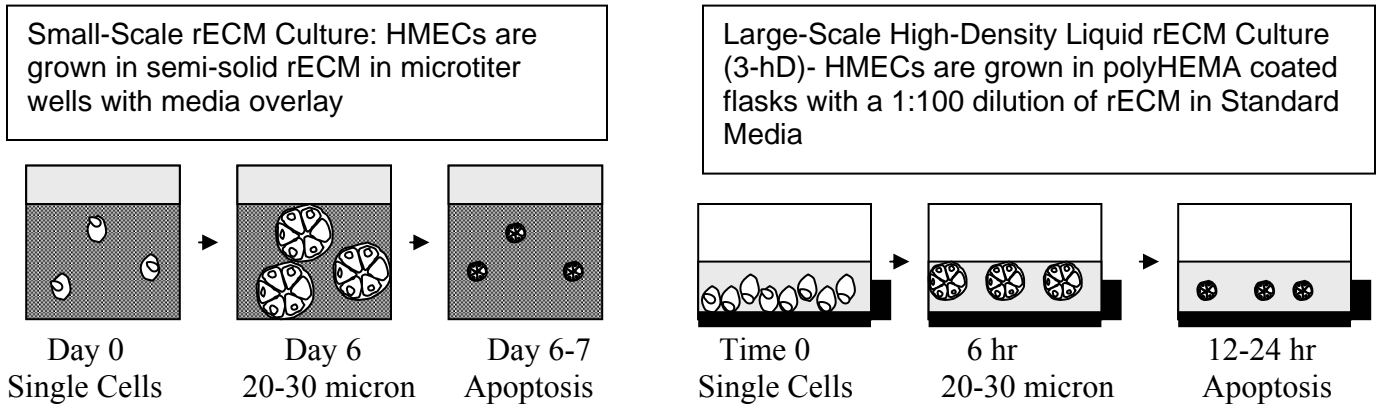 Small-Scale rECM Culture: HMECs are
grown in semi-solid rECM in microtiter
wells with media overlay
Day 0
Single Cells
Day 6
20-30 micron
Day 6-7
Apoptosis
Large-Scale High-Density Liquid rECM Culture
(3-hD)- HMECs are grown in polyHEMA coated
flasks with a 1:100 dilution of rECM in Standard
Media
Time 0
Single Cells
6 hr
20-30 micron
12-24 hr
Apoptosis